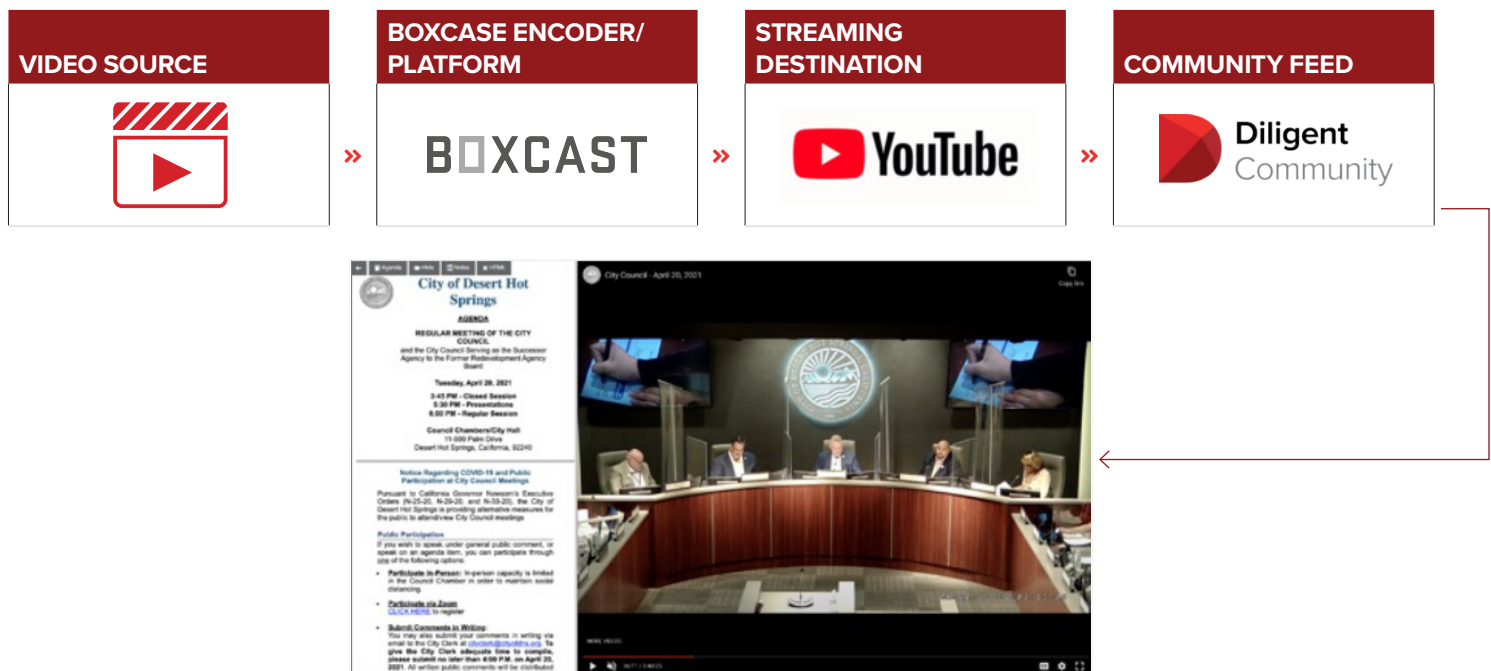 VIDEO SOURCE
BOXCASE ENCODER/
PLATFORM
STREAMING
DESTINATION
COMMUNITY FEED
BOXCAST
YouTube
Diligent
Community
Agenda
Notice
HTML
City of Desert Hot
Springs
AGENDA
REGULAR MEETING OF THE CITY
COUNCIL
and the City Council Serving as the Successor
Agency to the Former Redevelopment Agency
Board
Tuesday, April 20, 2021
3:45 PM - Closed Session
5:30 PM - Presentations
6:00 PM - Regular Session
Council Chambers/City Hall
11-999 Palm Drive
Desert Hot Springs, California, 92240
Notice Regarding COVID-19 and Public
Participation at City Council Meetings
Pursuant to California Governor Newsom's Executive
Orders (N-25-20, N-29-20, and N-33-20), the City of
Desert Hot Springs is providing alternative measures for
the public to attend/view City Council meetings
Public Participation
If you wish to speak under general public comment, or
speak on an agenda item, you can participate through
one of the following options:
• Participate In-Person: In-person capacity is limited
in the Council Chamber in order to maintain social
distancing.
• Participate via Zoom
CLICK HERE to register
• Submit Comments in Writing:
You may also submit your comments in writing via
email to the City Clerk at cityclerk@cityofdhs.org. To
give the City Clerk adequate time to compile,
please submit no later than 4:00 P.M. on April 20,
2021. All written public comments will be distributed
City Council - April 20, 2021
Copy link
MORE VIDEOS